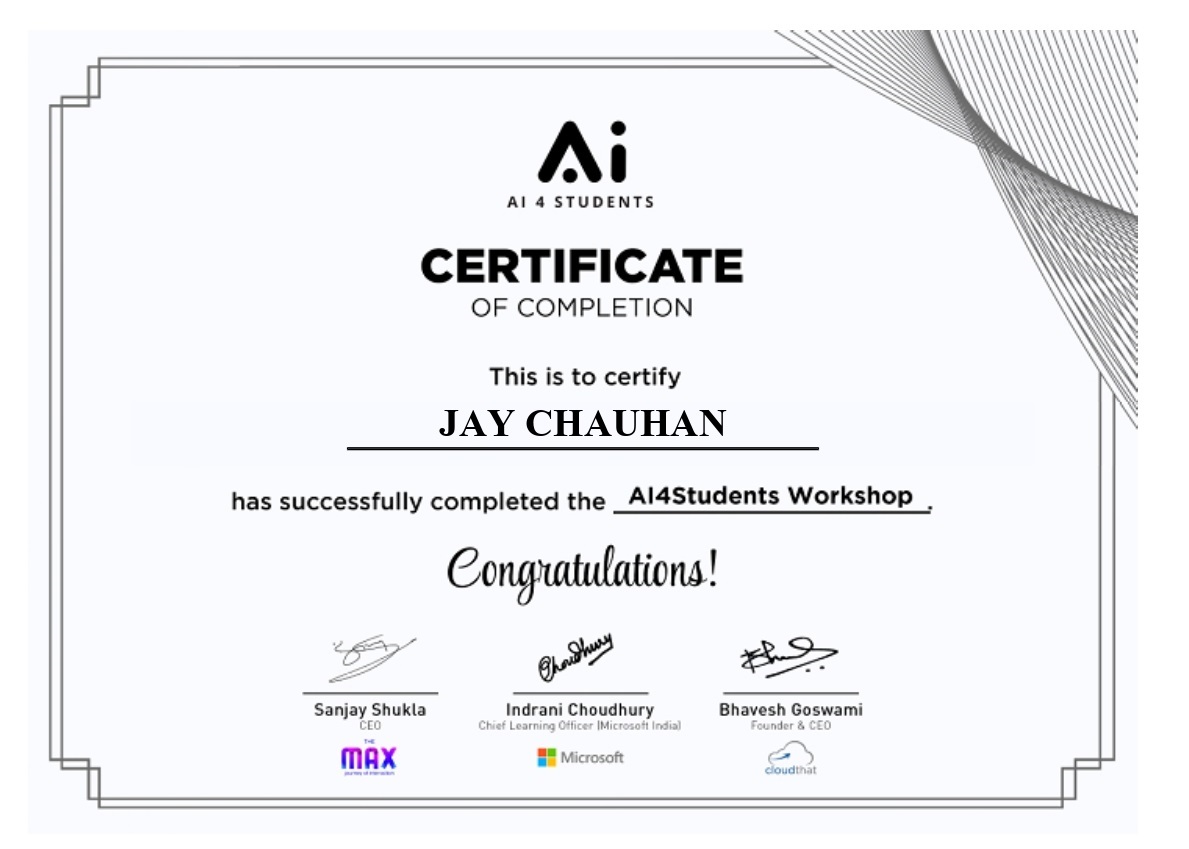 Ai
AI 4 STUDENTS
CERTIFICATE
OF COMPLETION
This is to certify
JAY CHAUHAN
has successfully completed the AI4Students Workshop.
Congratulations!
Choudhury
Sanjay Shukla Indrani Choudhury Bhavesh Goswami
CEO Chief Learning Officer (Microsoft India) Founder & CEO
THE
MAX Microsoft cloudthat
journey of interaction